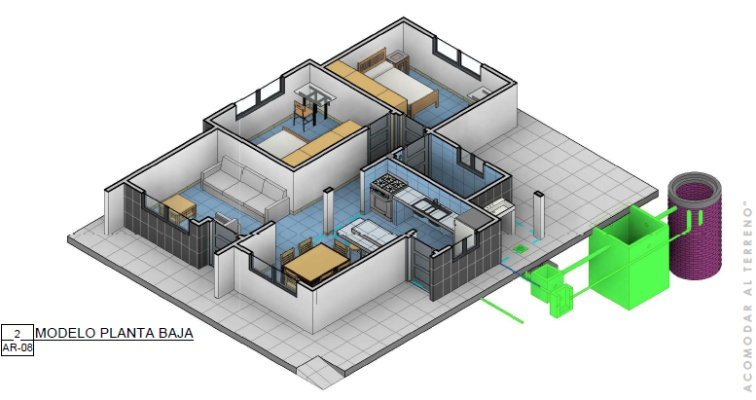 2 MODELO PLANTA BAJA
AR-08
ACOMODAR AL TERRENO"